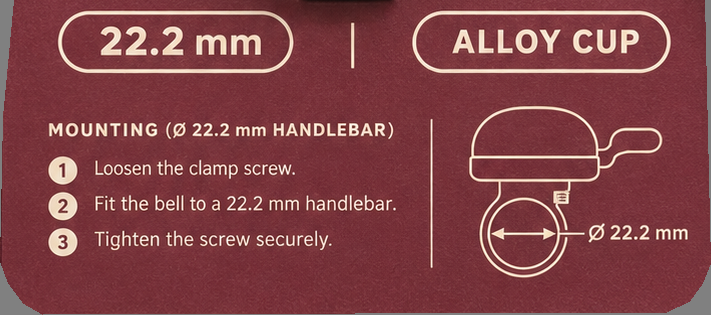 22.2 mm
ALLOY CUP
MOUNTING (Ø 22.2 mm HANDLEBAR)
1 Loosen the clamp screw.
2 Fit the bell to a 22.2 mm handlebar.
3 Tighten the screw securely.
Ø 22.2 mm